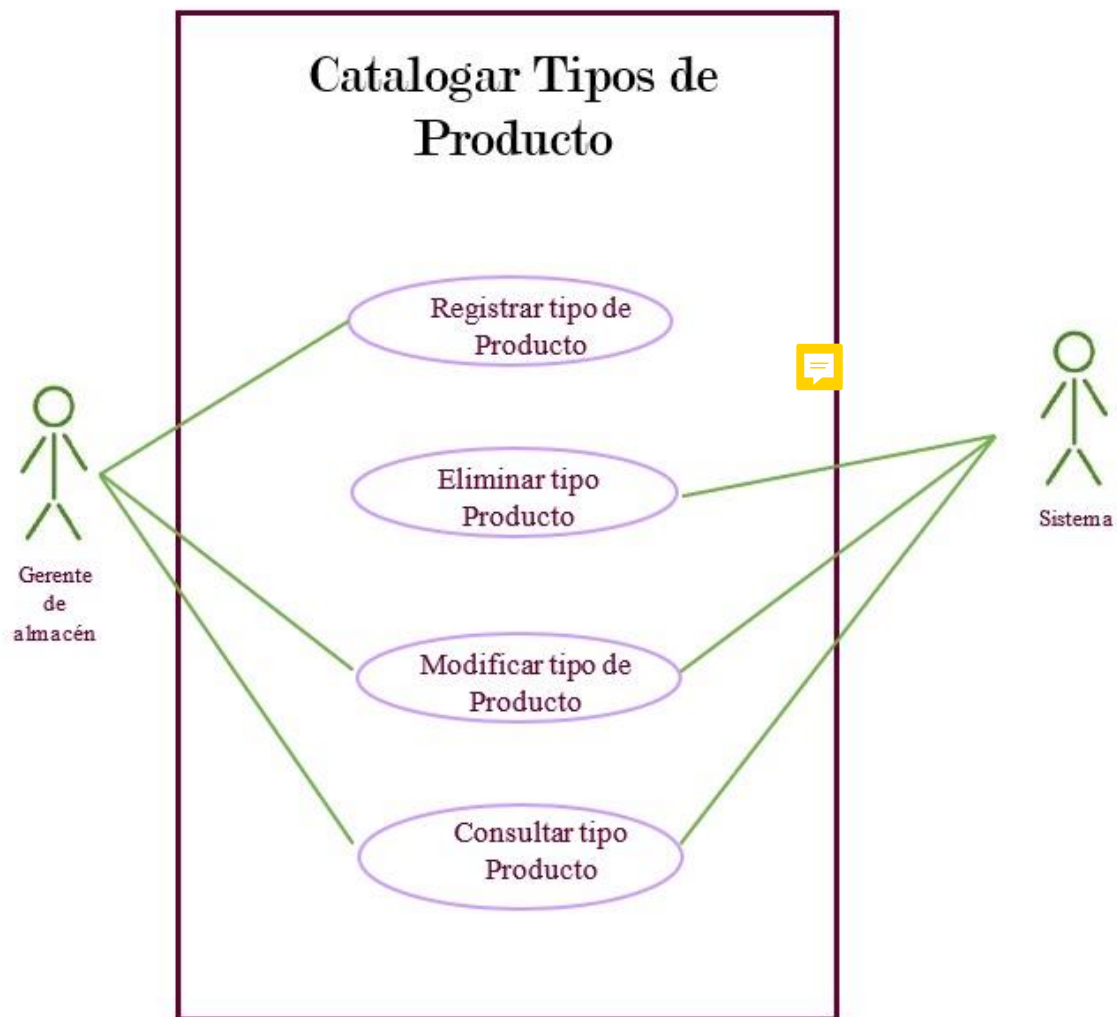 Catalogar Tipos de
Producto
Registrar tipo de
Producto
Eliminar tipo
Producto
Sistema
Gerente
de
almacén
Modificar tipo de
Producto
Consultar tipo
Producto